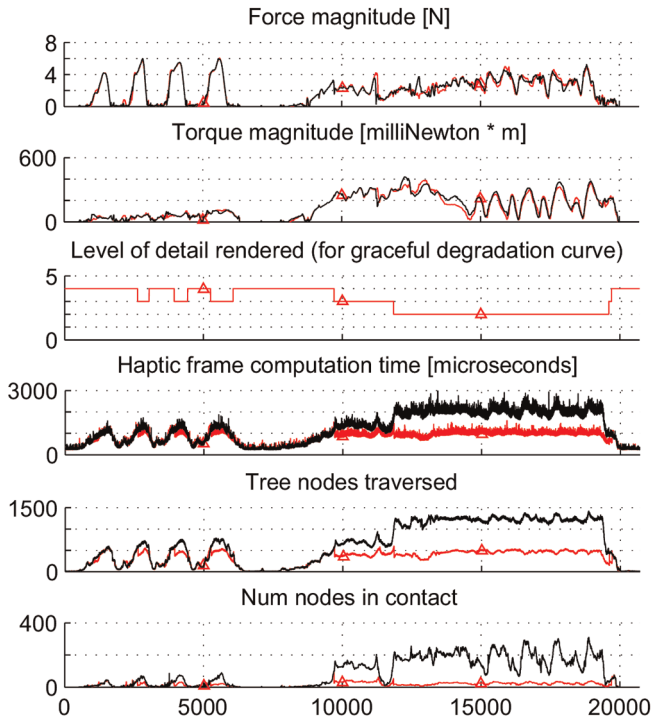 Force magnitude [N]
8
4
0
Torque magnitude [milliNewton * m]
600
0
Level of detail rendered (for graceful degradation curve)
5
0
Haptic frame computation time [microseconds]
3000
0
Tree nodes traversed
1500
0
Num nodes in contact
400
0
0 5000 10000 15000 20000